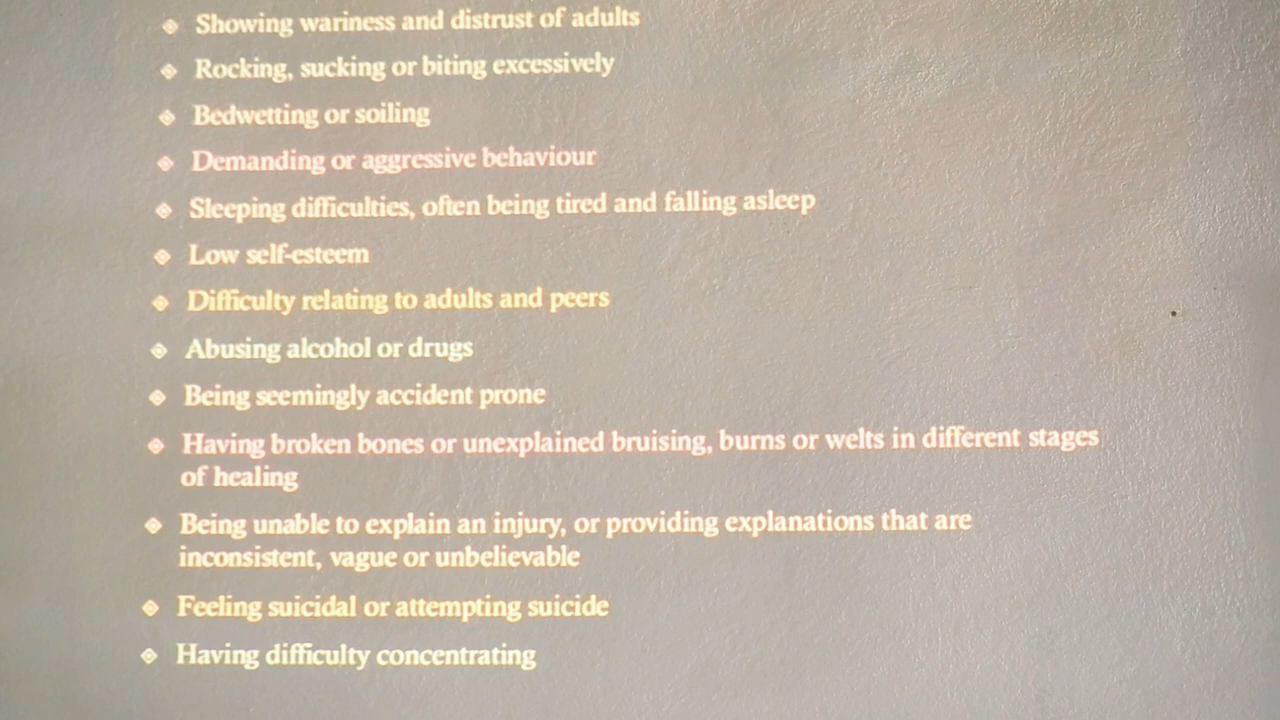 Showing wariness and distrust of adults
Rocking, sucking or biting excessively
Bedwetting or soiling
Demanding or aggressive behaviour
Sleeping difficulties, often being tired and falling asleep
Low self-esteem
Difficulty relating to adults and peers
Abusing alcohol or drugs
Being seemingly accident prone
Having broken bones or unexplained bruising, burns or welts in different stages
of healing
Being unable to explain an injury, or providing explanations that are
inconsistent, vague or unbelievable
Feeling suicidal or attempting suicide
Having difficulty concentrating